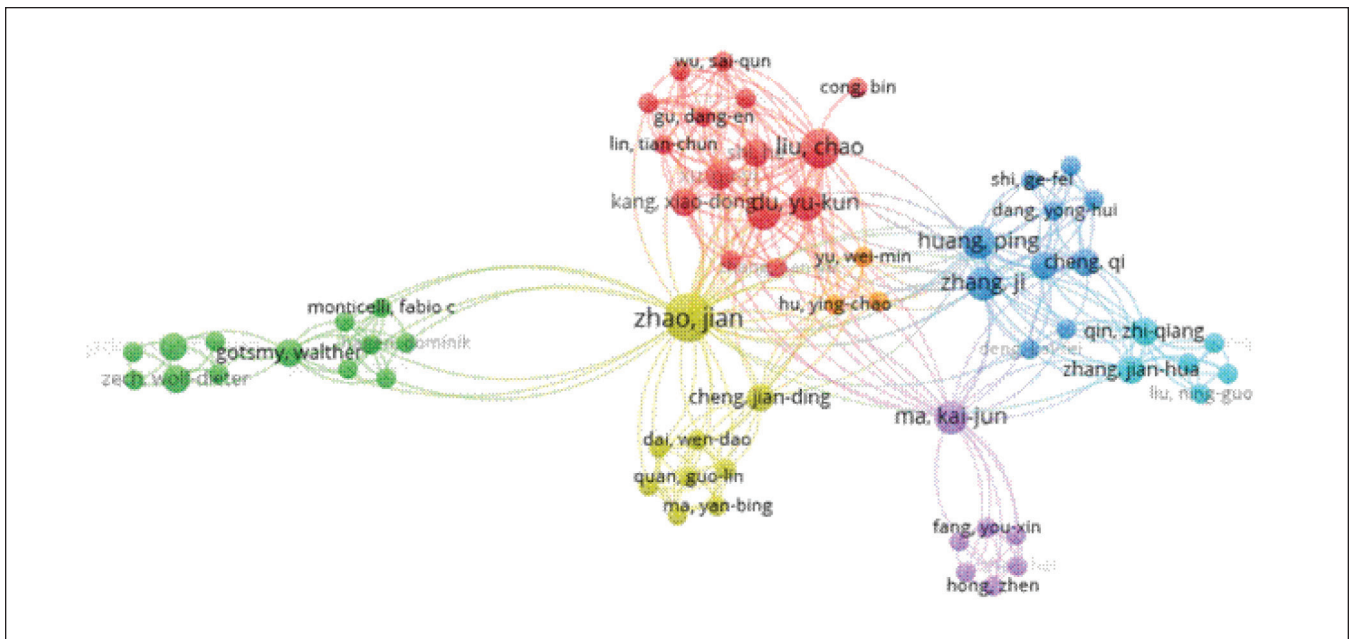 wu, sai-qun
cong, bin
gu, dang-en
lin, tian-chun
liu, chao
kang, xiao-dong
du, yu-kun
shi, ge-fei
dang, yong-hui
huang, ping
cheng, qi
yu, wei-min
zhang, ji
hu, ying-chao
monticelli, fabio c
zhao, jian
qin, zhi-qiang
gotsmy, walther
zhang, jian-hua
zech, wolf-dieter
liu, ning-guo
cheng, jian-ding
ma, kai-jun
dai, wen-dao
quan, guo-lin
ma, yan-bing
fang, you-xin
hong, zhen